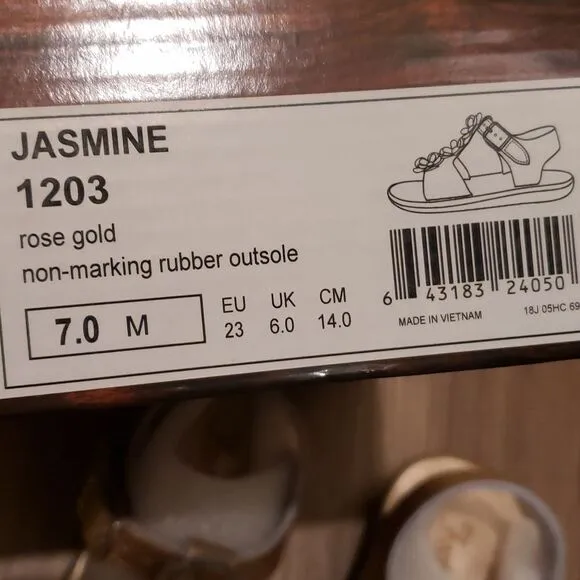 JASMINE
1203
rose gold
non-marking rubber outsole
7.0 M
EU UK CM
23 6.0 14.0
6 43183 24050
MADE IN VIETNAM
18J 05HC 69